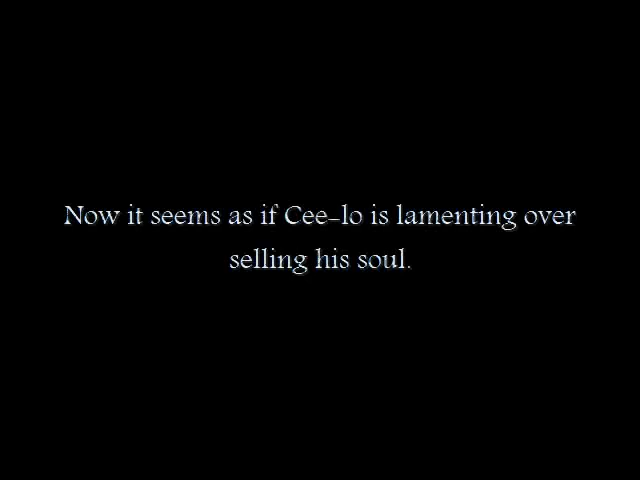 Now it seems as if Cee-lo is lamenting over
selling his soul.